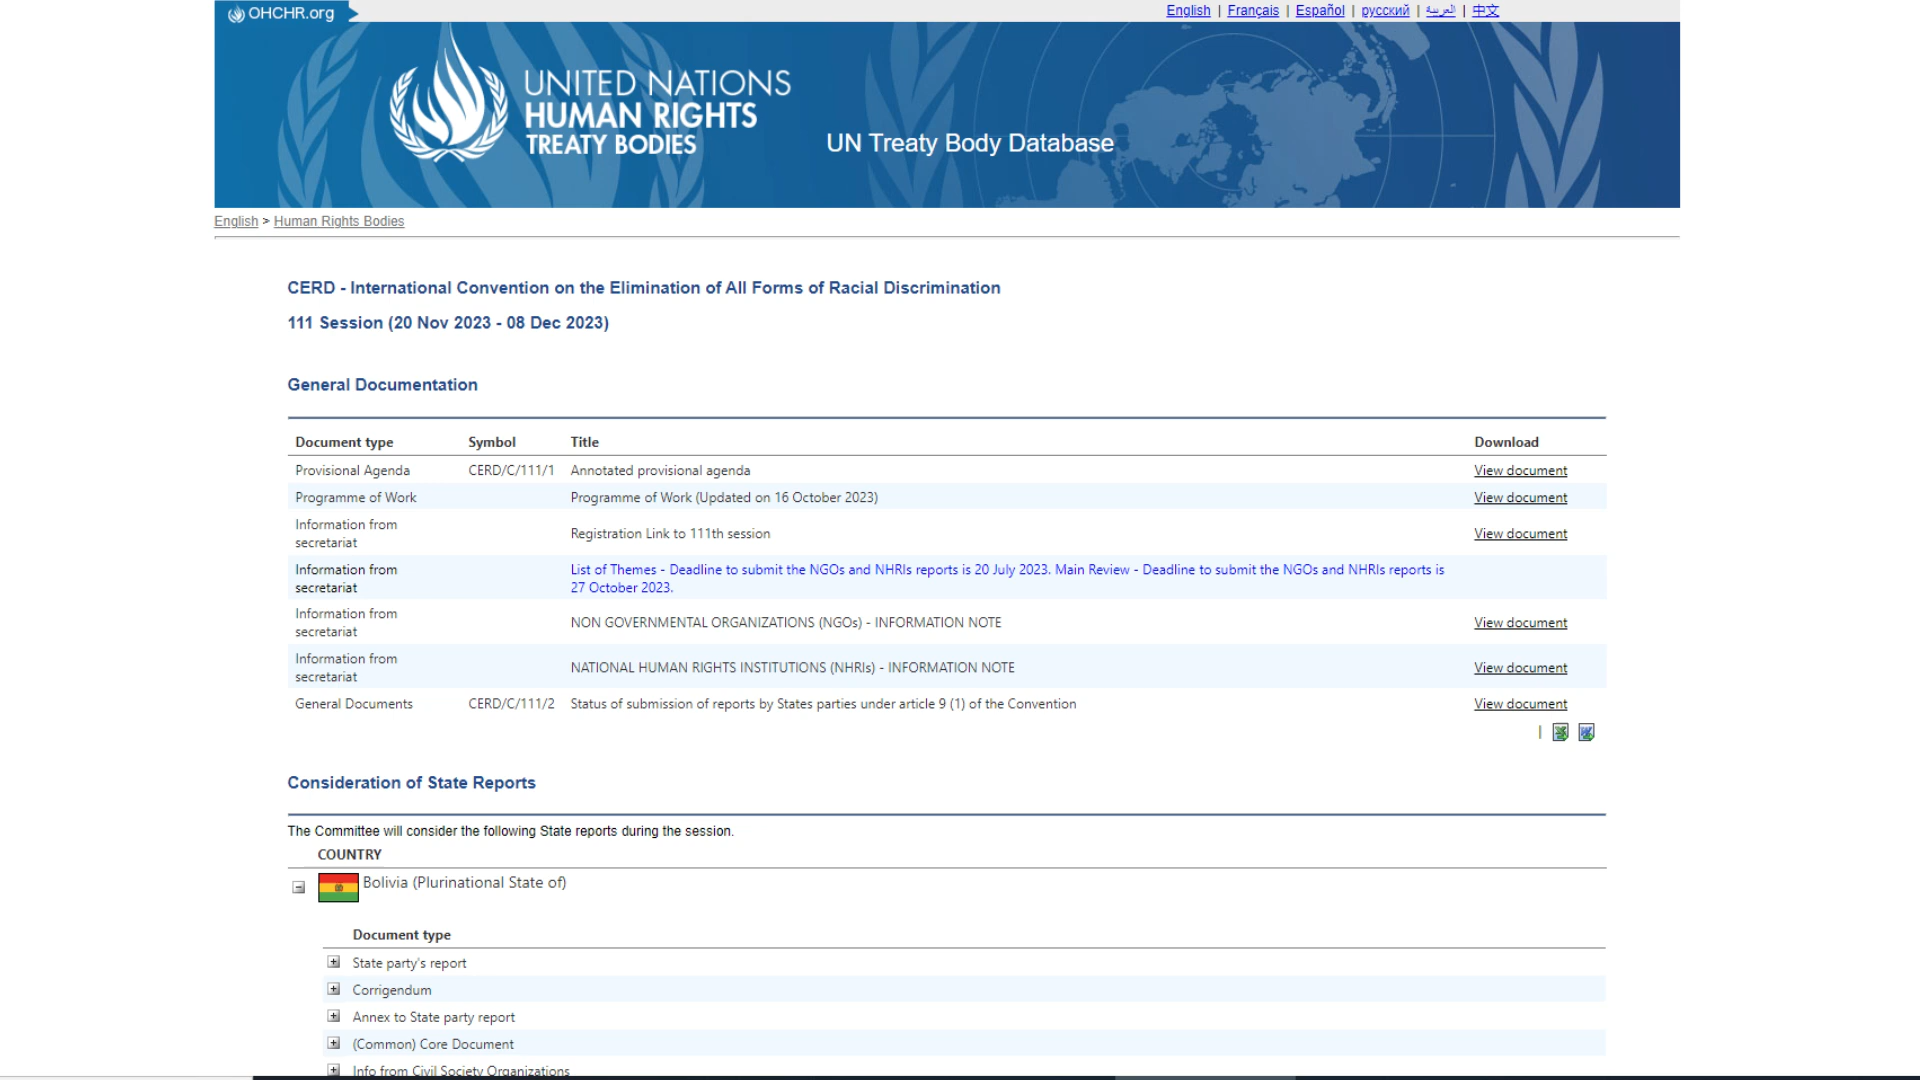 OHCHR.org
English | Français | Español | русский | العربية | 中文
UNITED NATIONS
HUMAN RIGHTS
TREATY BODIES
UN Treaty Body Database
English > Human Rights Bodies
CERD - International Convention on the Elimination of All Forms of Racial Discrimination
111 Session (20 Nov 2023 - 08 Dec 2023)
General Documentation
Document type Symbol Title Download
Provisional Agenda CERD/C/111/1 Annotated provisional agenda View document
Programme of Work Programme of Work (Updated on 16 October 2023) View document
Information from
secretariat
Registration Link to 111th session View document
Information from
secretariat
List of Themes - Deadline to submit the NGOs and NHRIs reports is 20 July 2023. Main Review - Deadline to submit the NGOs and NHRIs reports is
27 October 2023.
Information from
secretariat
NON GOVERNMENTAL ORGANIZATIONS (NGOs) - INFORMATION NOTE View document
Information from
secretariat
NATIONAL HUMAN RIGHTS INSTITUTIONS (NHRIs) - INFORMATION NOTE View document
General Documents CERD/C/111/2 Status of submission of reports by States parties under article 9 (1) of the Convention View document
|
Consideration of State Reports
The Committee will consider the following State reports during the session.
COUNTRY
Bolivia (Plurinational State of)
Document type
State party's report
Corrigendum
Annex to State party report
(Common) Core Document
Info from Civil Society Organizations